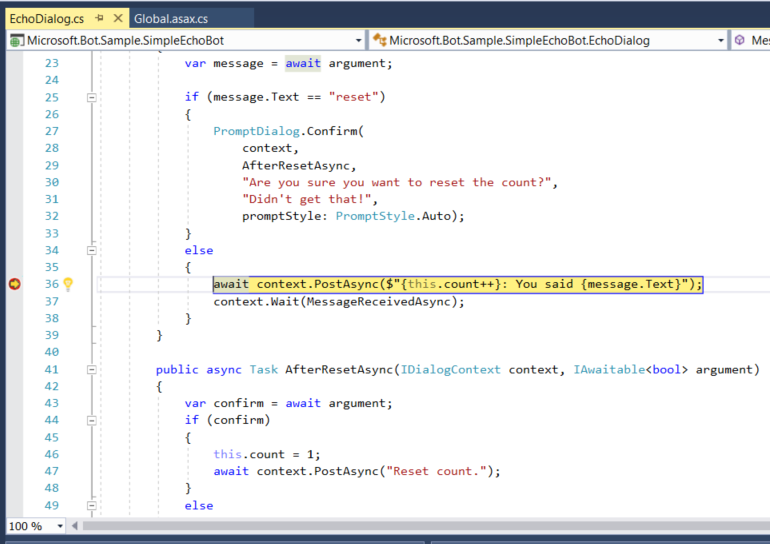 EchoDialog.cs Global.asax.cs
Microsoft.Bot.Sample.SimpleEchoBot Microsoft.Bot.Sample.SimpleEchoBot.EchoDialog Mes
23 var message = await argument;
24
25 if (message.Text == "reset")
26 {
27 PromptDialog.Confirm(
28 context,
29 AfterResetAsync,
30 "Are you sure you want to reset the count?",
31 "Didn't get that!",
32 promptStyle: PromptStyle.Auto);
33 }
34 else
35 {
36 await context.PostAsync($"{this.count++}: You said {message.Text}");
37 context.Wait(MessageReceivedAsync);
38 }
39 }
40
41 public async Task AfterResetAsync(IDialogContext context, IAwaitable<bool> argument)
42 {
43 var confirm = await argument;
44 if (confirm)
45 {
46 this.count = 1;
47 await context.PostAsync("Reset count.");
48 }
49 else
100 %